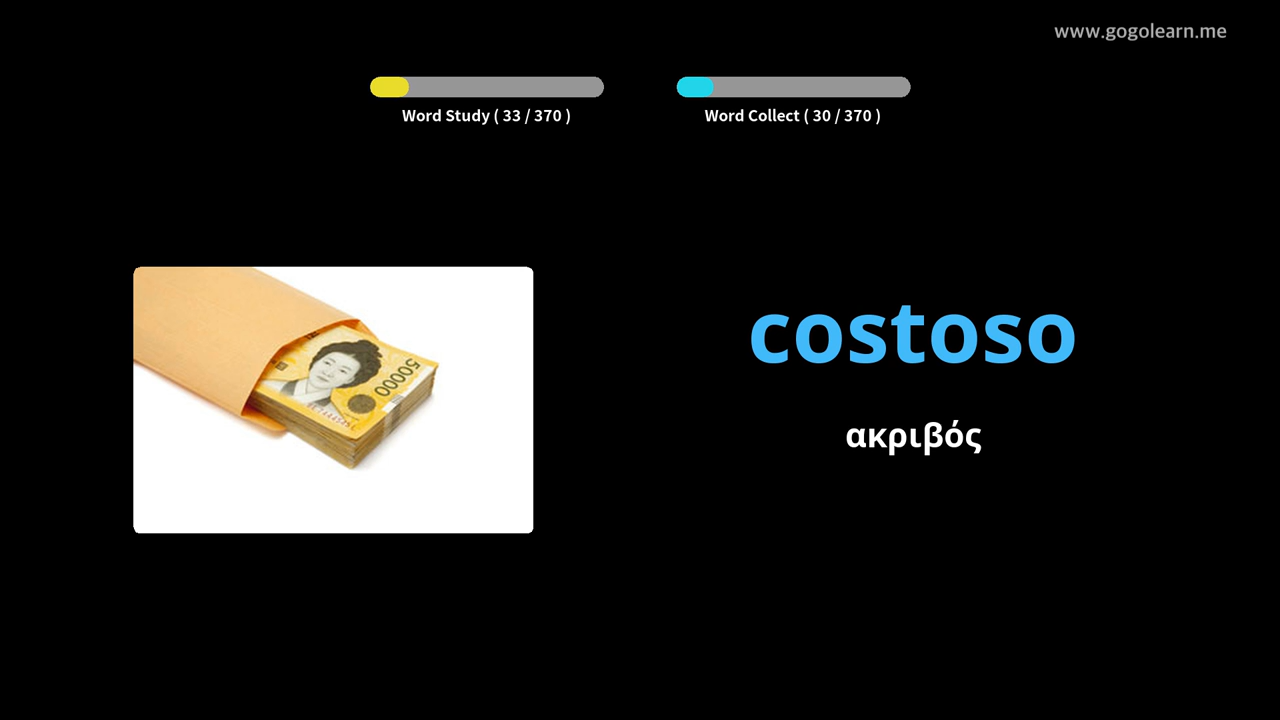 www.gogolearn.me
Word Study ( 33 / 370 )
Word Collect ( 30 / 370 )
50000
costoso
ακριβός